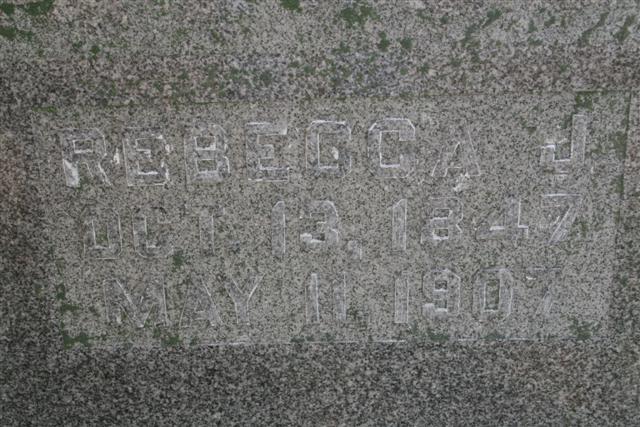 REBECCA J.
OCT. 13, 1847
MAY 11, 1907